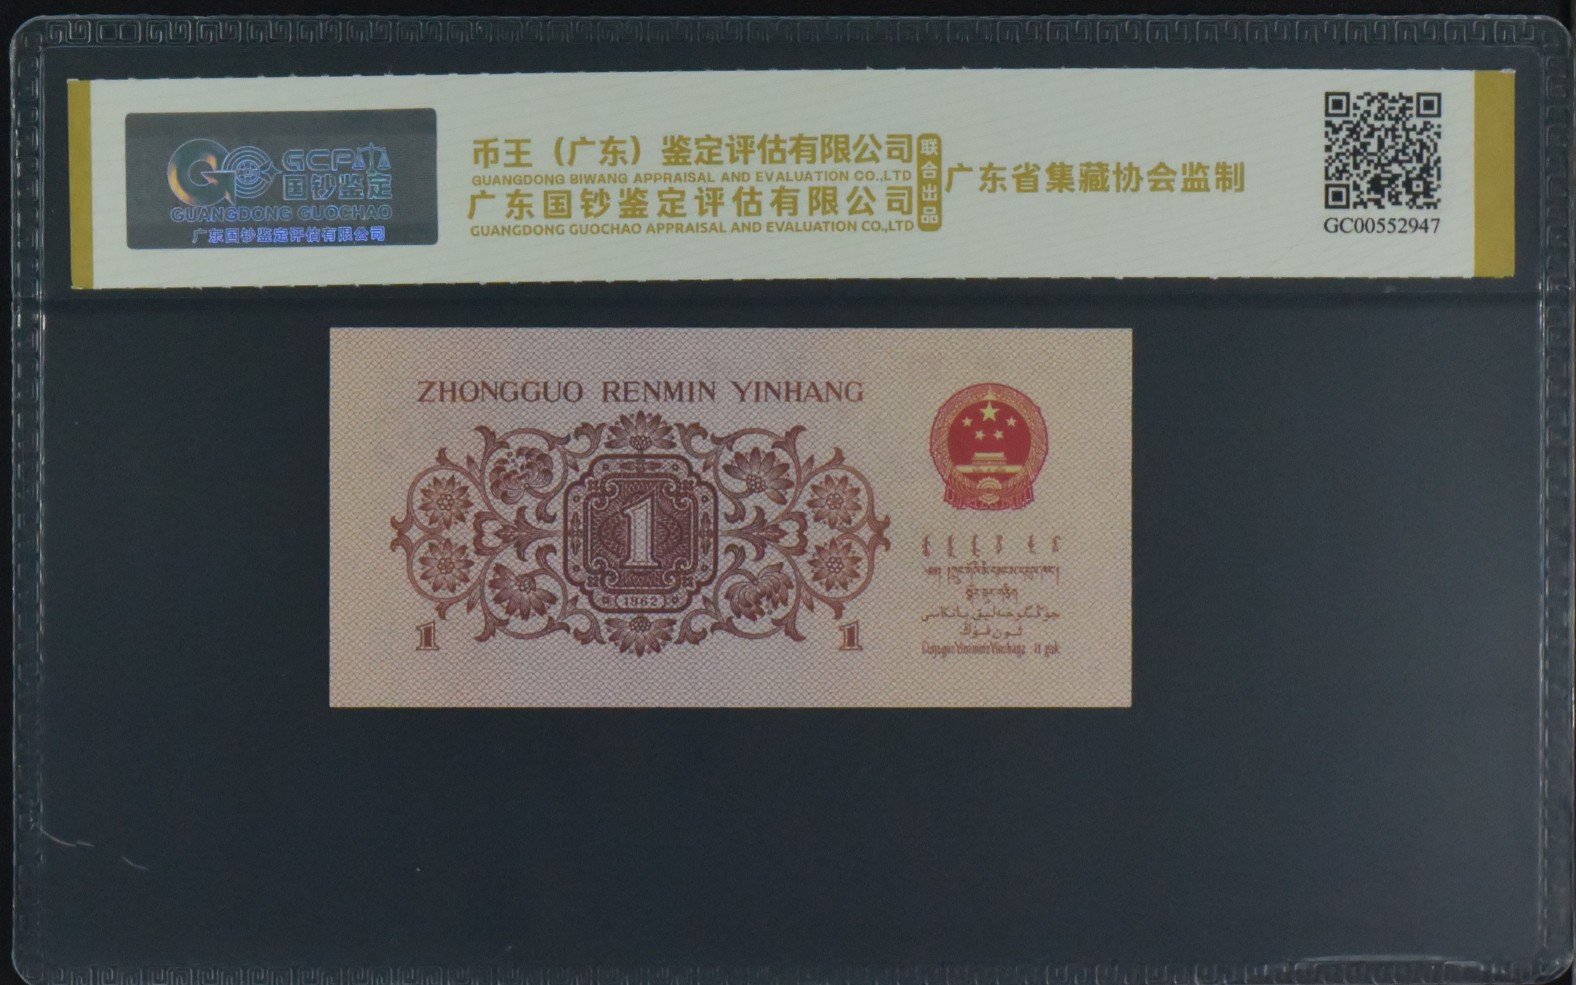 GCPA
国钞鉴定
GUANGDONG GUOCHAO
广东国钞鉴定评估有限公司
币王（广东）鉴定评估有限公司
GUANGDONG BIWANG APPRAISAL AND EVALUATION CO.,LTD
广东国钞鉴定评估有限公司
GUANGDONG GUOCHAO APPRAISAL AND EVALUATION CO.,LTD
联合出品
广东省集藏协会监制
GC00552947
ZHONGGUO RENMIN YINHANG
1
(1962)
1
1